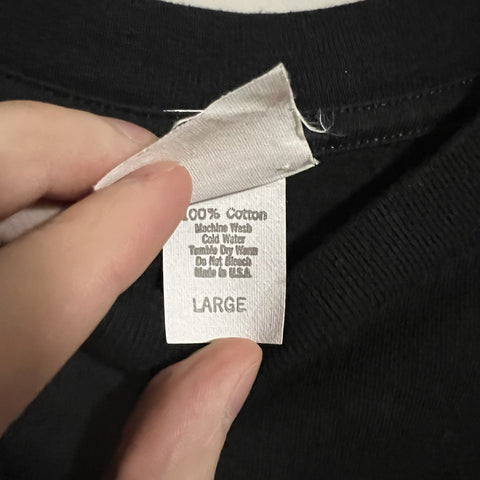 100% Cotton
Machine Wash
Cold Water
Tumble Dry Warm
Do Not Bleach
Made in U.S.A.
LARGE